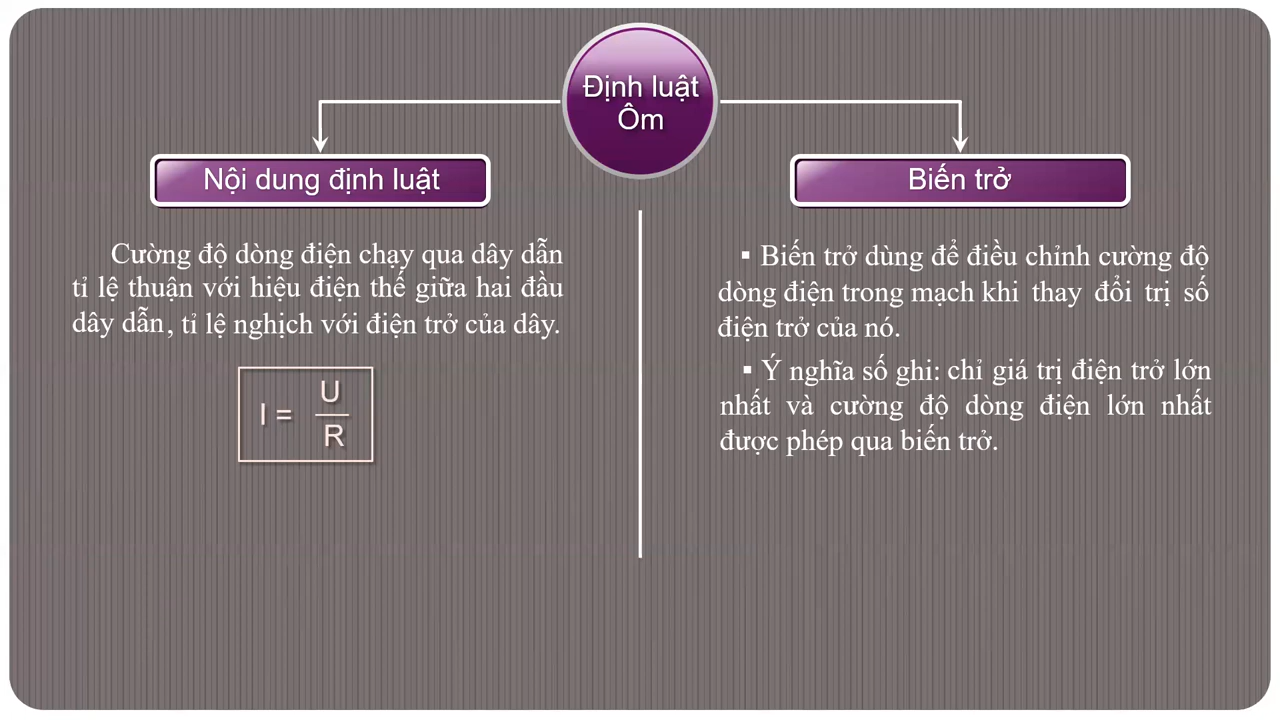 Định luật
Ôm
Nội dung định luật
Cường độ dòng điện chạy qua dây dẫn
tỉ lệ thuận với hiệu điện thế giữa hai đầu
dây dẫn, tỉ lệ nghịch với điện trở của dây.
I = U/R
Biến trở
▪ Biến trở dùng để điều chỉnh cường độ
dòng điện trong mạch khi thay đổi trị số
điện trở của nó.
▪ Ý nghĩa số ghi: chỉ giá trị điện trở lớn
nhất và cường độ dòng điện lớn nhất
được phép qua biến trở.